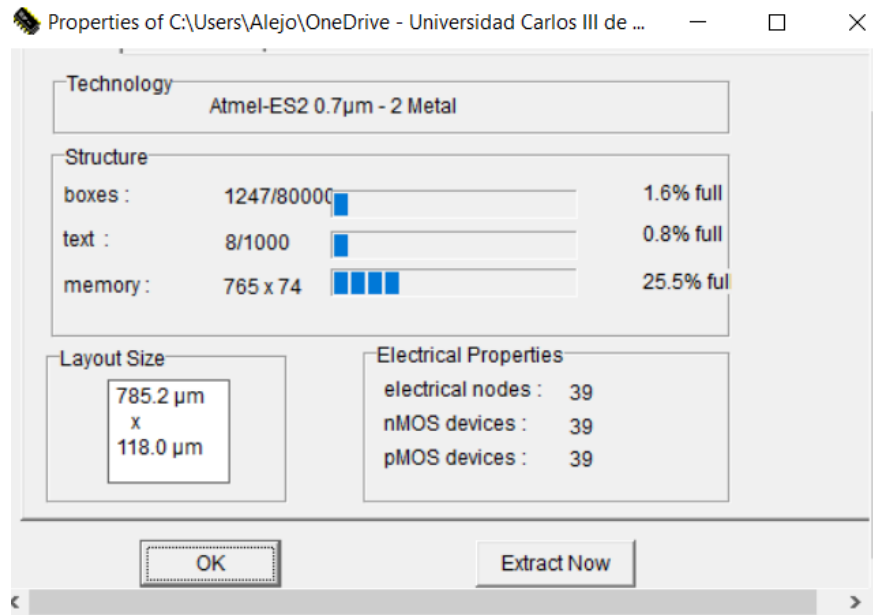 Properties of C:\Users\Alejo\OneDrive - Universidad Carlos III de ...
Technology
Atmel-ES2 0.7µm - 2 Metal
Structure
boxes : 1247/80000 1.6% full
text : 8/1000 0.8% full
memory : 765 x 74 25.5% full
Layout Size
785.2 µm
x
118.0 µm
Electrical Properties
electrical nodes : 39
nMOS devices : 39
pMOS devices : 39
OK
Extract Now